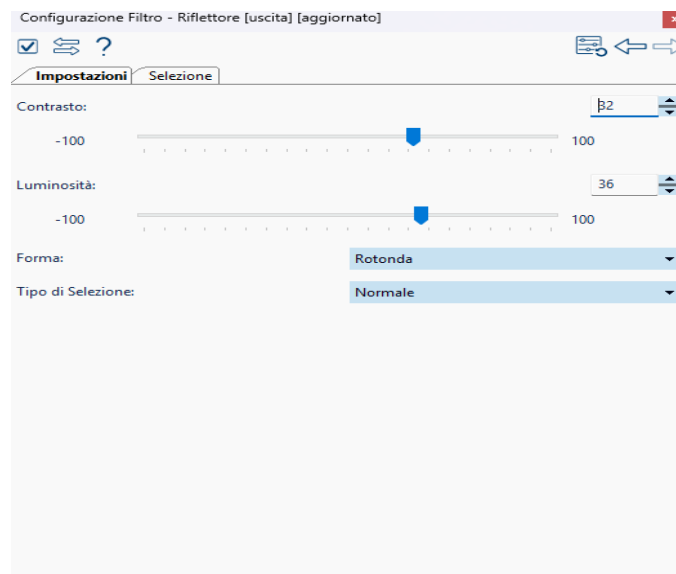 Configurazione Filtro - Riflettore [uscita] [aggiornato]
?
Impostazioni Selezione
Contrasto: 32
-100 100
Luminosità: 36
-100 100
Forma: Rotonda
Tipo di Selezione: Normale